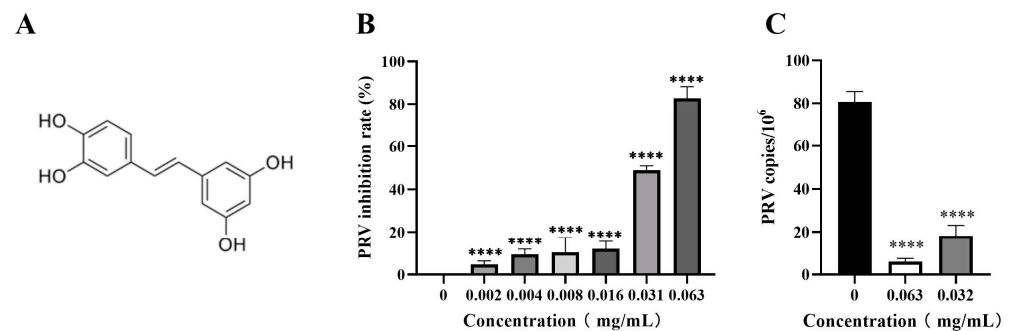 A
HO
HO
OH
OH
B
PRV inhibition rate (%)
100
80
60
40
20
0
****
****
****
****
****
****
0 0.002 0.004 0.008 0.016 0.031 0.063
Concentration ( mg/mL)
C
PRV copies/10⁶
100
80
60
40
20
0
****
****
0 0.063 0.032
Concentration ( mg/mL)